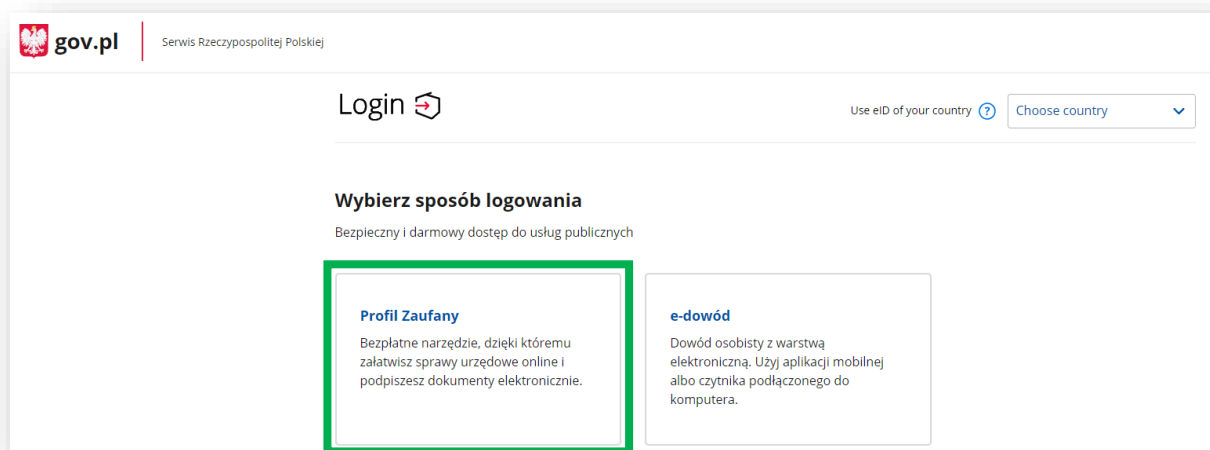 gov.pl
Serwis Rzeczypospolitej Polskiej
Login
Use eID of your country ?
Choose country
Wybierz sposób logowania
Bezpieczny i darmowy dostęp do usług publicznych
Profil Zaufany
Bezpłatne narzędzie, dzięki któremu
załatwisz sprawy urzędowe online i
podpiszesz dokumenty elektronicznie.
e-dowód
Dowód osobisty z warstwą
elektroniczną. Użyj aplikacji mobilnej
albo czytnika podłączonego do
komputera.